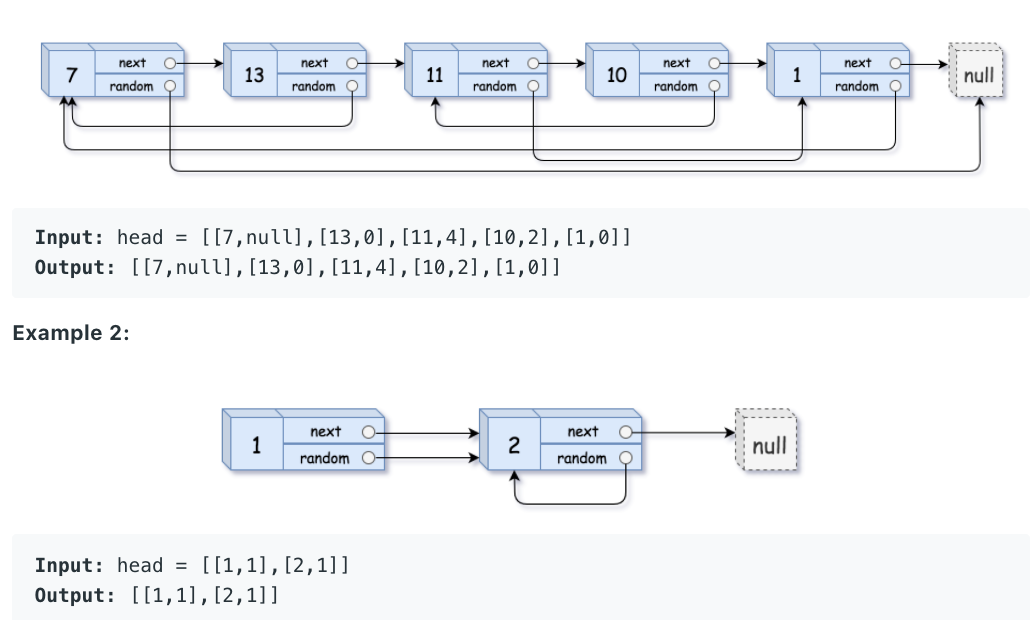 7 next random 13 next random 11 next random 10 next random 1 next random null
Input: head = [[7,null],[13,0],[11,4],[10,2],[1,0]]
Output: [[7,null],[13,0],[11,4],[10,2],[1,0]]
Example 2:
1 next random 2 next random null
Input: head = [[1,1],[2,1]]
Output: [[1,1],[2,1]]